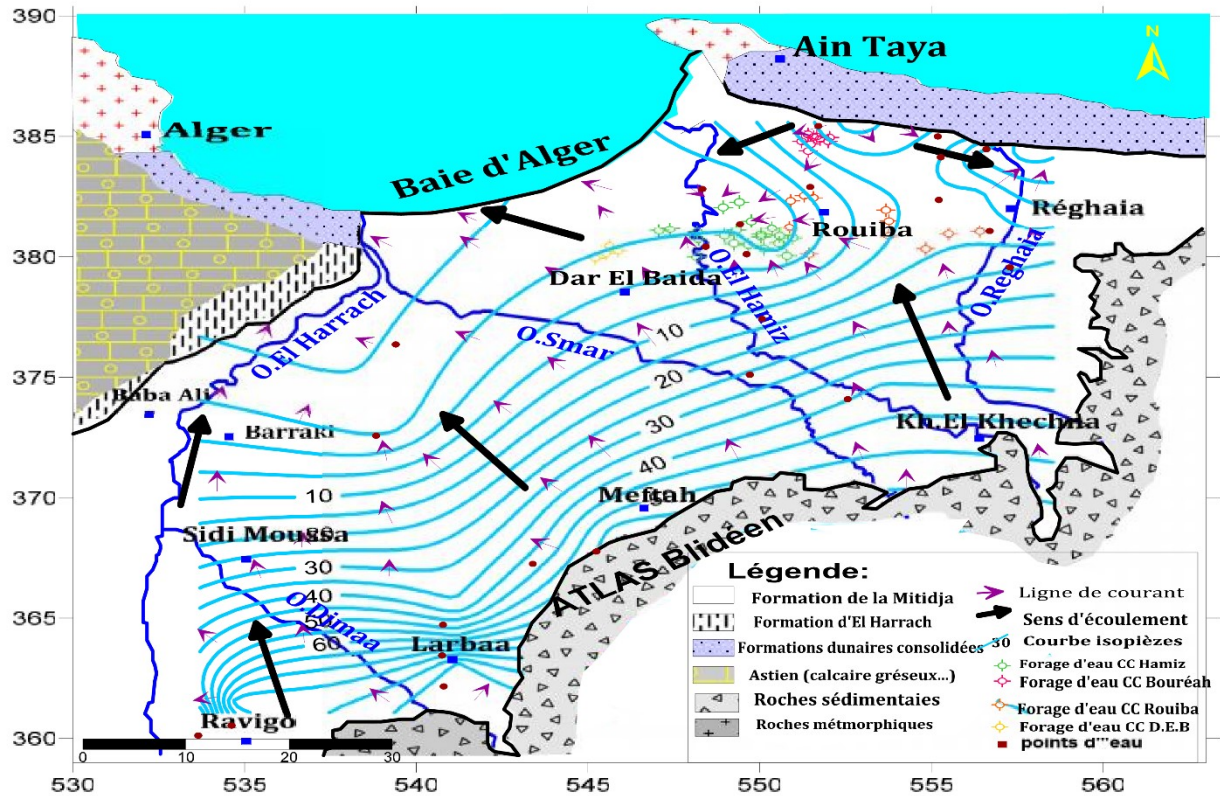 390
385
380
375
370
365
360
530
535
540
545
550
555
560
N
Ain Taya
Alger
Baie d'Alger
Réghaia
Rouiba
Dar El Baida
O.El Hamiz
O.Reghaia
O.El Harrach
O.Smar
10
20
30
40
Baba Ali
Barraki
Kh.El Khechna
Meftah
10
Sidi Moussa
30
40
50
60
O.Djmaa
Larbaa
ATLAS Blidéen
Ravigo
0
10
20
30
Légende:
Formation de la Mitidja
Formation d'El Harrach
Formations dunaires consolidées
Astien (calcaire gréseux...)
Roches sédimentaies
Roches métmorphiques
Ligne de courant
Sens d'écoulement
30 Courbe isopièzes
Forage d'eau CC Hamiz
Forage d'eau CC Bouréah
Forage d'eau CC Rouiba
Forage d'eau CC D.E.B
points d'''eau